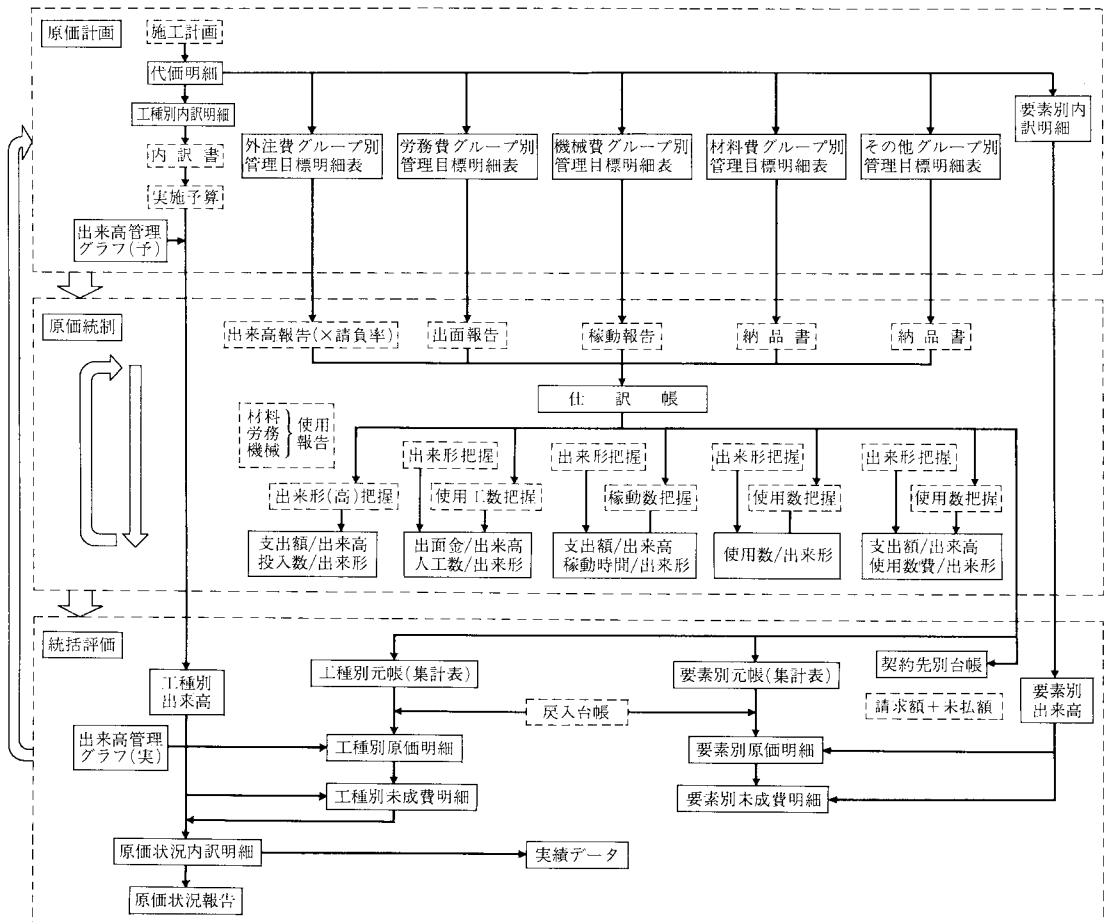 原価計画
施工計画
代価明細
工種別内訳明細
内訳書
実施予算
出来高管理
グラフ(予)
外注費グループ別
管理目標明細表
労務費グループ別
管理目標明細表
機械費グループ別
管理目標明細表
材料費グループ別
管理目標明細表
その他グループ別
管理目標明細表
要素別内
訳明細
原価統制
出来高報告(×請負率)
出面報告
稼動報告
納品書
納品書
仕訳帳
材料
労務
機械
使用
報告
出来形把握
出来形把握
出来形把握
出来形把握
出来形(高)把握
使用工数把握
稼動数把握
使用数把握
使用数把握
支出額/出来高
投入数/出来形
出面金/出来高
人工数/出来形
支出額/出来高
稼動時間/出来形
使用数/出来形
支出額/出来高
使用数費/出来形
統括評価
工種別
出来高
工種別元帳(集計表)
要素別元帳(集計表)
契約先別台帳
請求額+未払額
要素別
出来高
戻入台帳
出来高管理
グラフ(実)
工種別原価明細
要素別原価明細
工種別未成費明細
要素別未成費明細
原価状況内訳明細
実績データ
原価状況報告